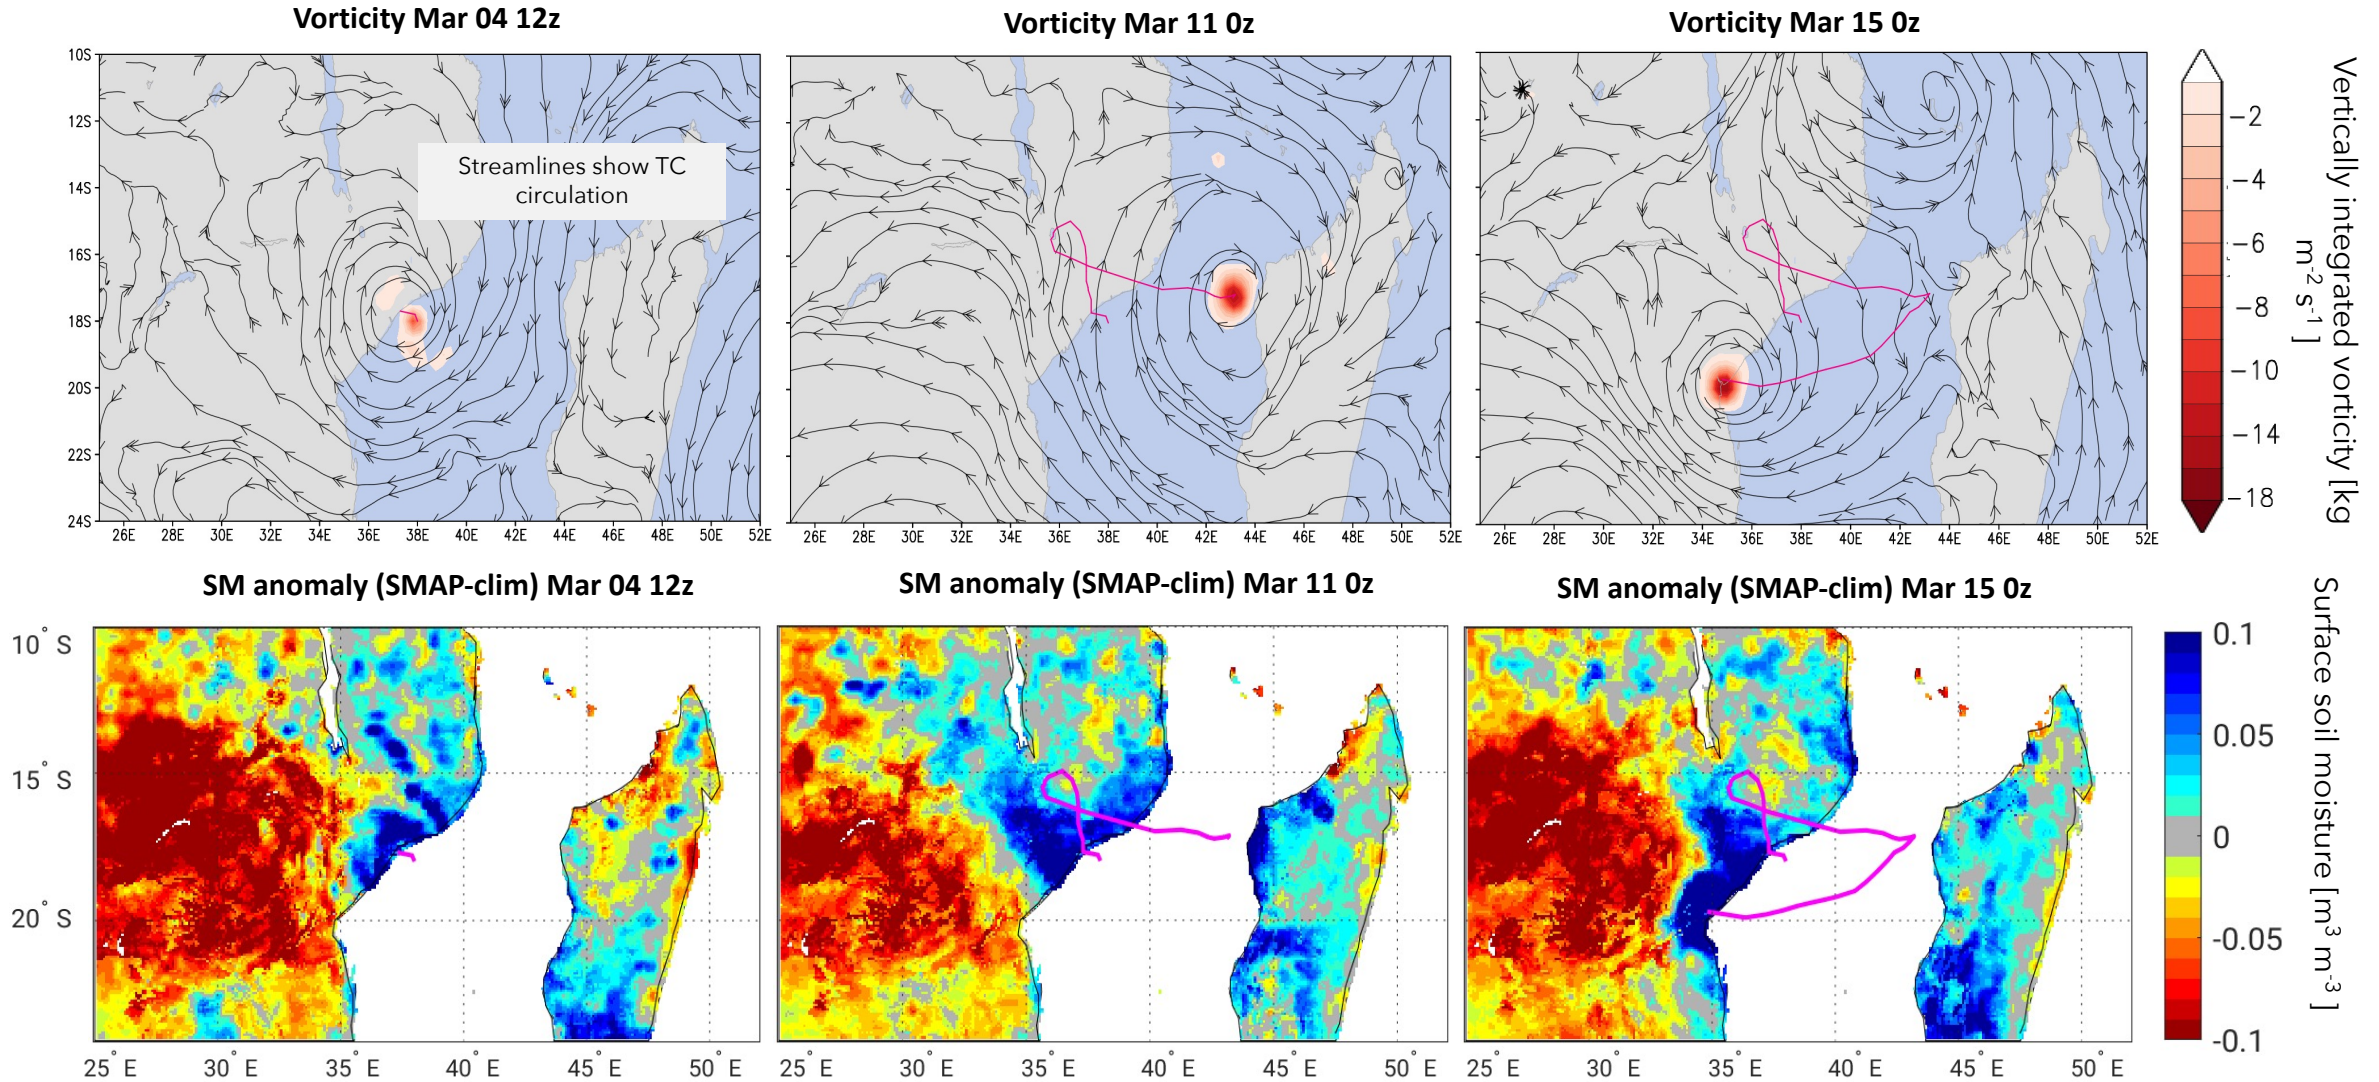 Vorticity Mar 04 12z
Vorticity Mar 11 0z
Vorticity Mar 15 0z
10S
12S
14S
16S
18S
20S
22S
24S
Streamlines show TC
circulation
26E 28E 30E 32E 34E 36E 38E 40E 42E 44E 46E 48E 50E 52E
26E 28E 30E 32E 34E 36E 38E 40E 42E 44E 46E 48E 50E 52E
26E 28E 30E 32E 34E 36E 38E 40E 42E 44E 46E 48E 50E 52E
−2
−4
−6
−8
−10
−14
−18
Vertically integrated vorticity [kg
m-2 s-1 ]
SM anomaly (SMAP-clim) Mar 04 12z
SM anomaly (SMAP-clim) Mar 11 0z
SM anomaly (SMAP-clim) Mar 15 0z
10° S
15° S
20° S
25° E 30° E 35° E 40° E 45° E 50° E
25° E 30° E 35° E 40° E 45° E 50° E
25° E 30° E 35° E 40° E 45° E 50° E
0.1
0.05
0
-0.05
-0.1
Surface soil moisture [m3 m-3 ]